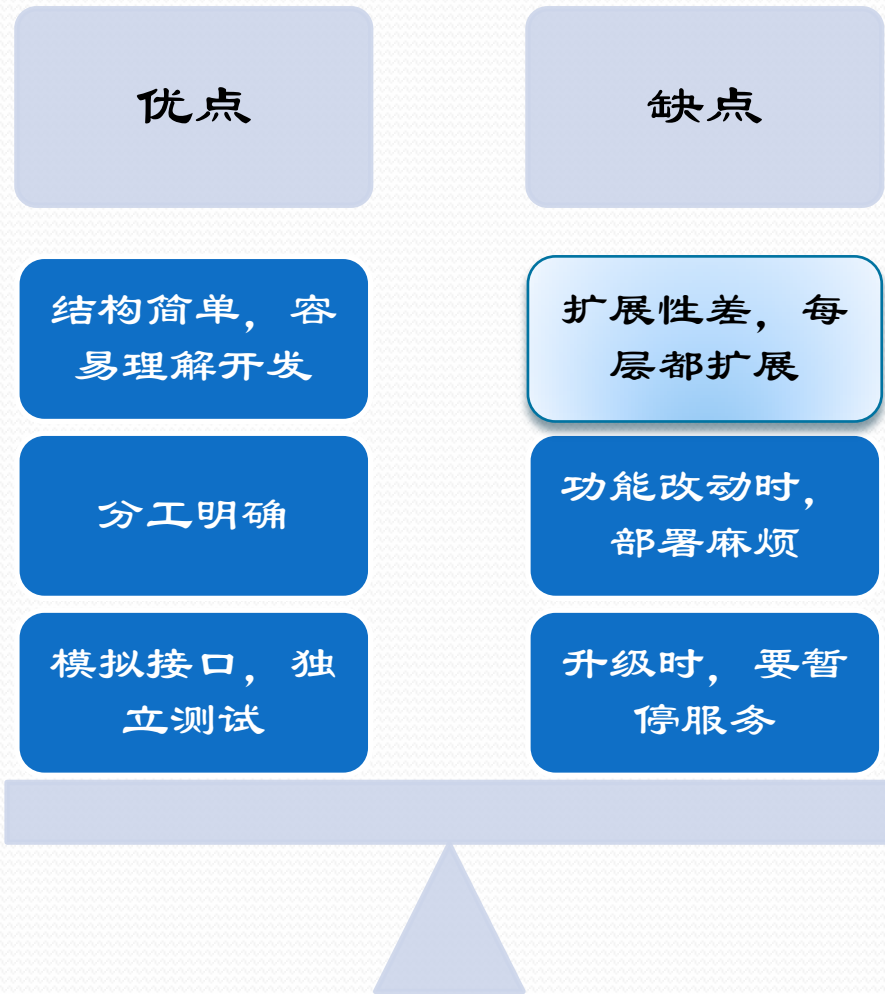 优点
缺点
结构简单，容
易理解开发
扩展性差，每
层都扩展
分工明确
功能改动时，
部署麻烦
模拟接口，独
立测试
升级时，要暂
停服务